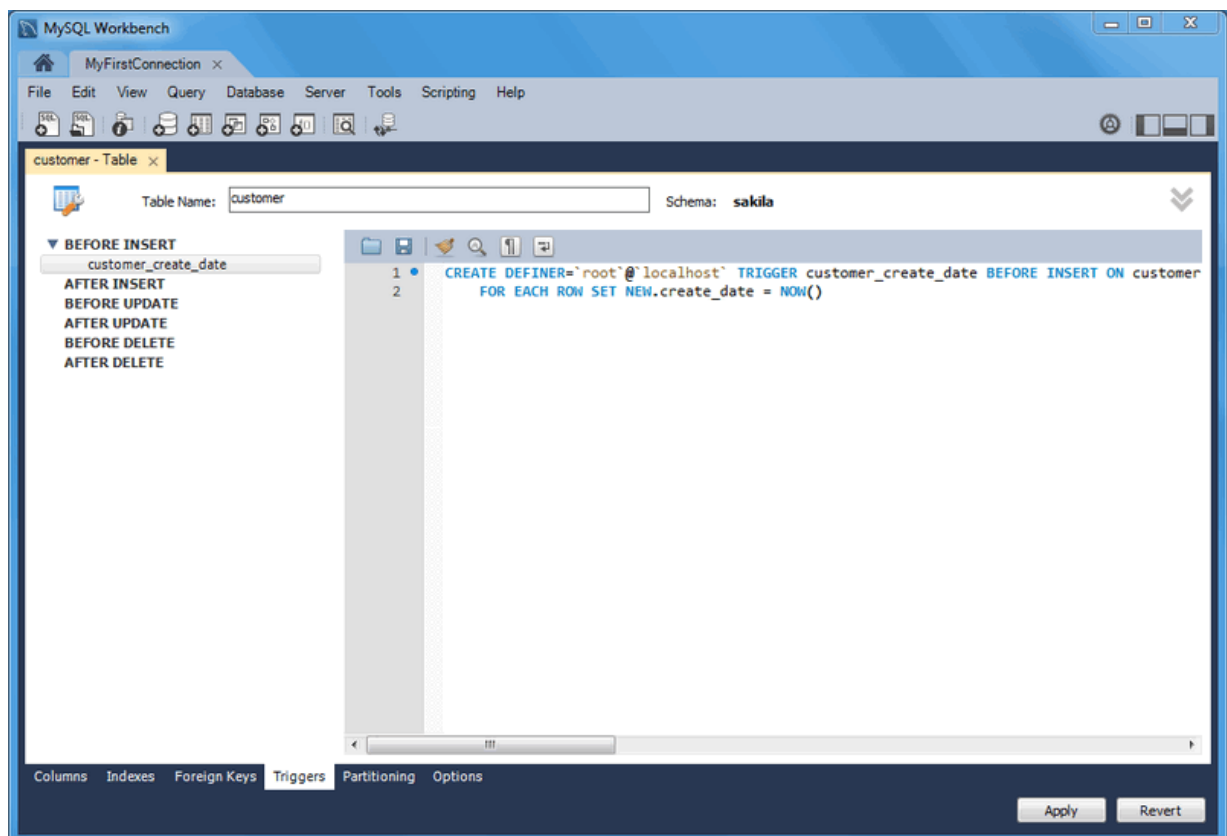 MySQL Workbench
MyFirstConnection
File Edit View Query Database Server Tools Scripting Help
customer - Table
Table Name: customer Schema: sakila
BEFORE INSERT
customer_create_date
AFTER INSERT
BEFORE UPDATE
AFTER UPDATE
BEFORE DELETE
AFTER DELETE
1 CREATE DEFINER=`root`@`localhost` TRIGGER customer_create_date BEFORE INSERT ON customer
2 FOR EACH ROW SET NEW.create_date = NOW()
Columns Indexes Foreign Keys Triggers Partitioning Options
Apply Revert